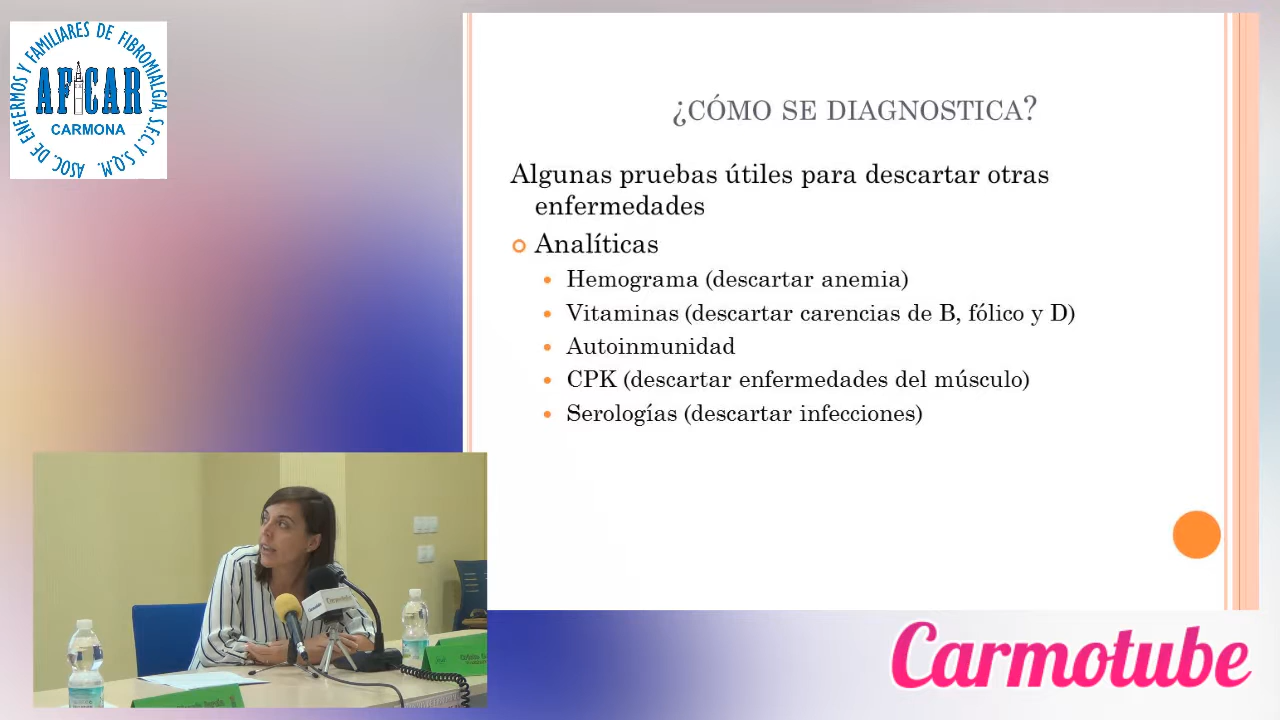 ASOC. DE ENFERMOS Y FAMILIARES DE FIBROMIALGIA, S.F.C. Y S.Q.M.
AFICAR
CARMONA
¿CÓMO SE DIAGNOSTICA?
Algunas pruebas útiles para descartar otras
enfermedades
Analíticas
Hemograma (descartar anemia)
Vitaminas (descartar carencias de B, fólico y D)
Autoinmunidad
CPK (descartar enfermedades del músculo)
Serologías (descartar infecciones)
Carmotube